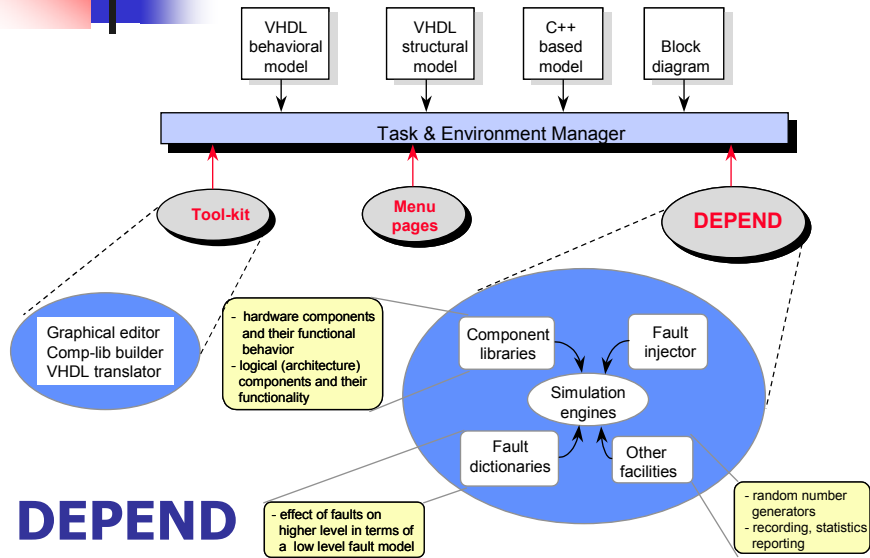 VHDL
behavioral
model
VHDL
structural
model
C++
based
model
Block
diagram
Task & Environment Manager
Tool-kit
Menu
pages
DEPEND
Graphical editor
Comp-lib builder
VHDL translator
- hardware components
and their functional
behavior
- logical (architecture)
components and their
functionality
Component
libraries
Fault
injector
Simulation
engines
Fault
dictionaries
Other
facilities
- effect of faults on
higher level in terms of
a low level fault model
- random number
generators
- recording, statistics
reporting
DEPEND